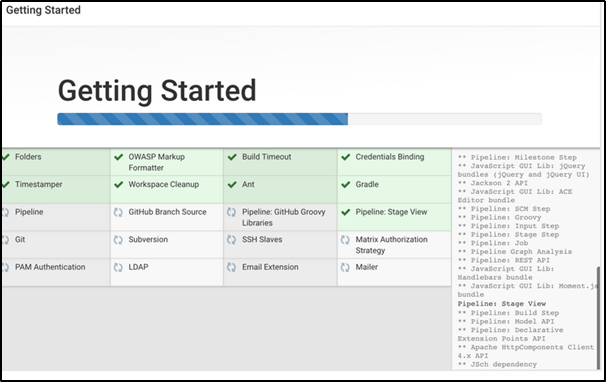 Getting Started
Getting Started
Folders
OWASP Markup
Formatter
Build Timeout
Credentials Binding
Timestamper
Workspace Cleanup
Ant
Gradle
Pipeline
GitHub Branch Source
Pipeline: GitHub Groovy
Libraries
Pipeline: Stage View
Git
Subversion
SSH Slaves
Matrix Authorization
Strategy
PAM Authentication
LDAP
Email Extension
Mailer
** Pipeline: Milestone Step
** JavaScript GUI Lib: jQuery
bundles (jQuery and jQuery UI)
** Jackson 2 API
** JavaScript GUI Lib: ACE
Editor bundle
** Pipeline: SCM Step
** Pipeline: Groovy
** Pipeline: Input Step
** Pipeline: Stage Step
** Pipeline: Job
** Pipeline Graph Analysis
** Pipeline: REST API
** JavaScript GUI Lib:
Handlebars bundle
** JavaScript GUI Lib: Moment.js
bundle
Pipeline: Stage View
** Pipeline: Build Step
** Pipeline: Model API
** Pipeline: Declarative
Extension Points API
** Apache HttpComponents Client
4.x API
** JSch dependency